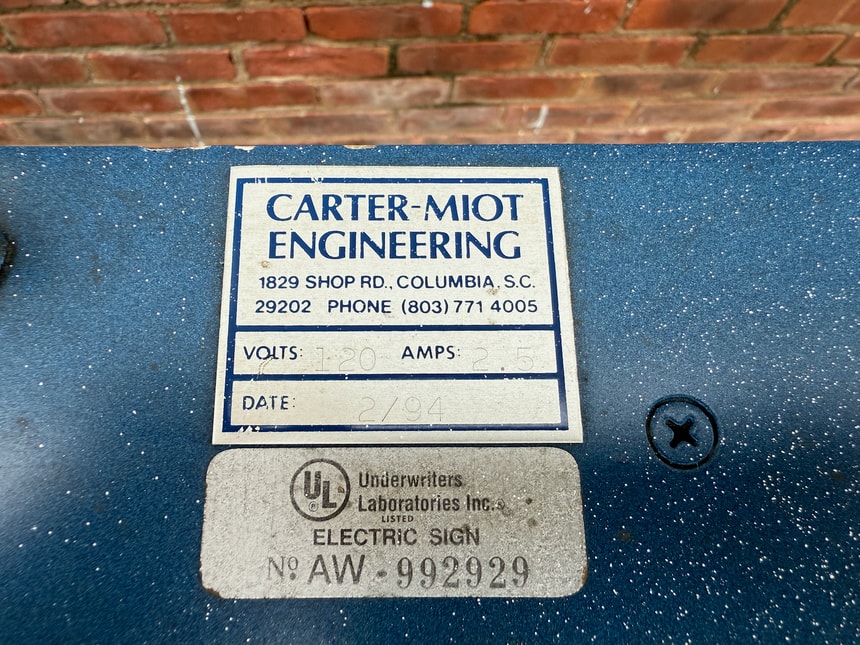 CARTER-MIOT
ENGINEERING
1829 SHOP RD., COLUMBIA, S.C.
29202 PHONE (803) 771 4005
VOLTS: 120 AMPS: 2.5
DATE: 2/94
UL ®
Underwriters
Laboratories Inc.®
LISTED
ELECTRIC SIGN
Nº AW - 992929